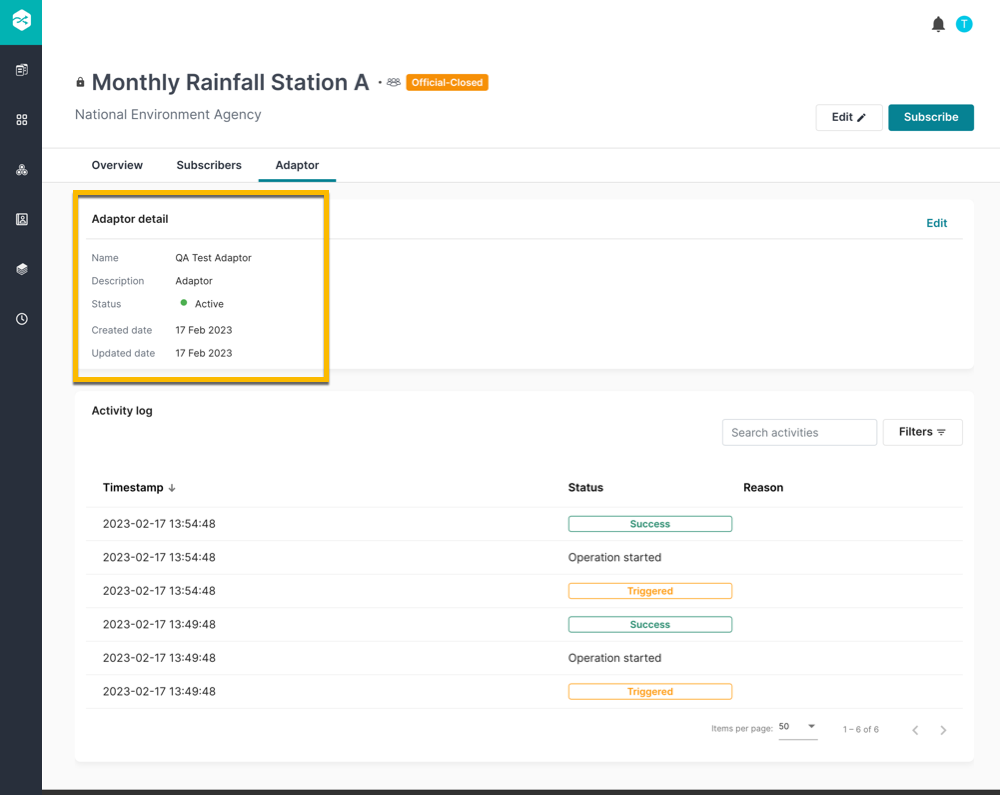 T
Monthly Rainfall Station A · Official-Closed
National Environment Agency
Edit Subscribe
Overview Subscribers Adaptor
Adaptor detail Edit
Name QA Test Adaptor
Description Adaptor
Status Active
Created date 17 Feb 2023
Updated date 17 Feb 2023
Activity log
Search activities Filters
Timestamp ↓ Status Reason
2023-02-17 13:54:48 Success
2023-02-17 13:54:48 Operation started
2023-02-17 13:54:48 Triggered
2023-02-17 13:49:48 Success
2023-02-17 13:49:48 Operation started
2023-02-17 13:49:48 Triggered
Items per page: 50 1 – 6 of 6